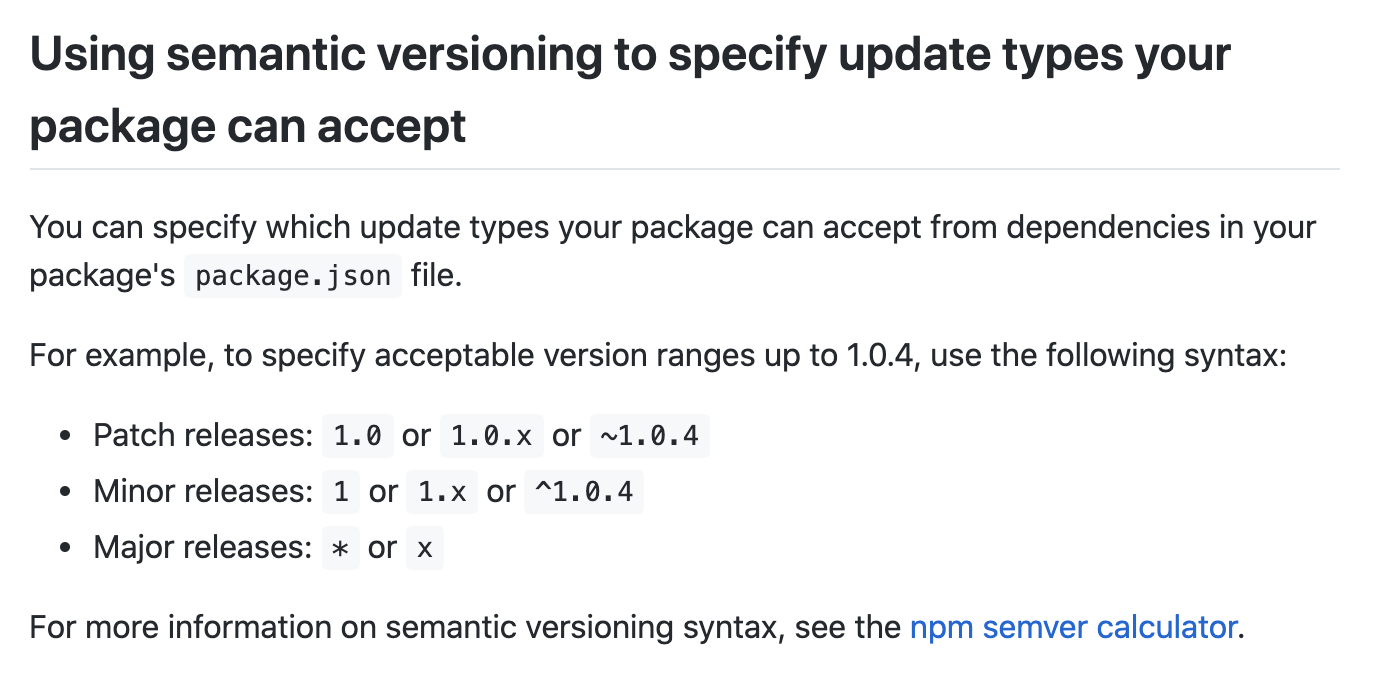 Using semantic versioning to specify update types your
package can accept
You can specify which update types your package can accept from dependencies in your
package's package.json file.
For example, to specify acceptable version ranges up to 1.0.4, use the following syntax:
• Patch releases: 1.0 or 1.0.x or ~1.0.4
• Minor releases: 1 or 1.x or ^1.0.4
• Major releases: * or x
For more information on semantic versioning syntax, see the npm semver calculator.